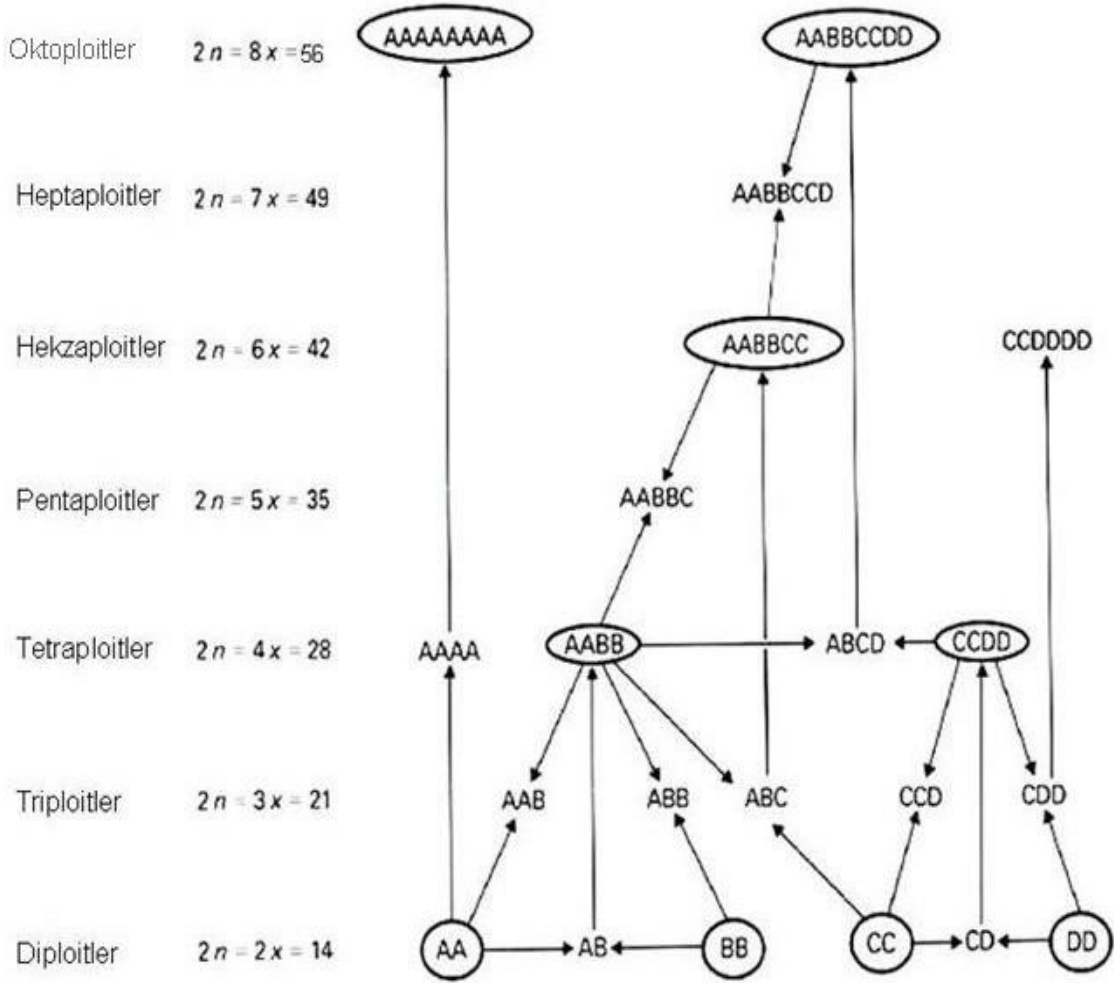 Oktoploitler 2n = 8x = 56 AAAAAAAA AABBCCDD
Heptaploitler 2n = 7x = 49 AABBCCD
Hekzaploitler 2n = 6x = 42 AABBCC CCDDDD
Pentaploitler 2n = 5x = 35 AABBC
Tetraploitler 2n = 4x = 28 AAAA AABB ABCD CCDD
Triploitler 2n = 3x = 21 AAB ABB ABC CCD CDD
Diploitler 2n = 2x = 14 AA AB BB CC CD DD